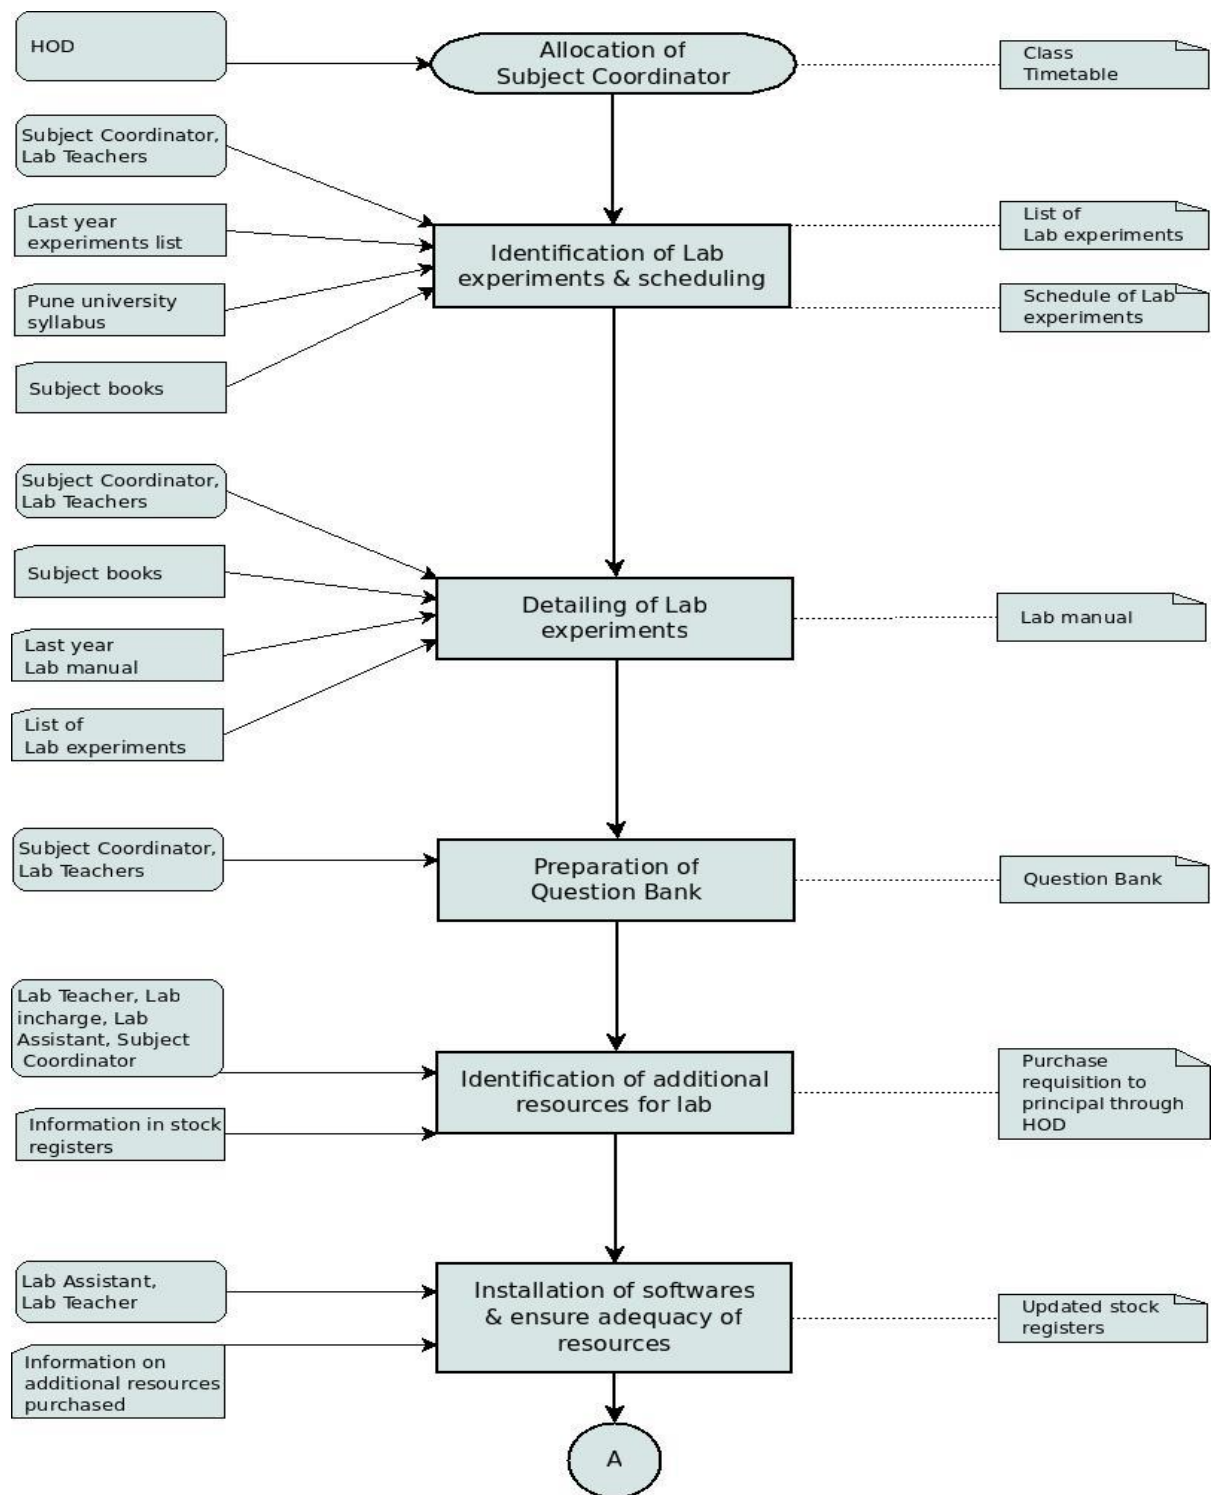 HOD
Allocation of
Subject Coordinator
Class
Timetable
Subject Coordinator,
Lab Teachers
Last year
experiments list
Pune university
syllabus
Subject books
Identification of Lab
experiments & scheduling
List of
Lab experiments
Schedule of Lab
experiments
Subject Coordinator,
Lab Teachers
Subject books
Last year
Lab manual
List of
Lab experiments
Detailing of Lab
experiments
Lab manual
Subject Coordinator,
Lab Teachers
Preparation of
Question Bank
Question Bank
Lab Teacher, Lab
incharge, Lab
Assistant, Subject
Coordinator
Information in stock
registers
Identification of additional
resources for lab
Purchase
requisition to
principal through
HOD
Lab Assistant,
Lab Teacher
Information on
additional resources
purchased
Installation of softwares
& ensure adequacy of
resources
Updated stock
registers
A